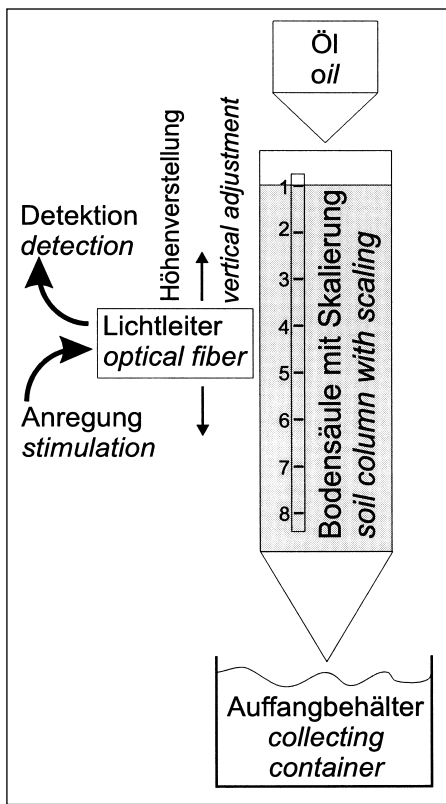 Öl
oil
Höhenverstellung
vertical adjustment
Detektion
detection
Lichtleiter
optical fiber
Anregung
stimulation
1
2
3
4
5
6
7
8
Bodensäule mit Skalierung
soil column with scaling
Auffangbehälter
collecting
container